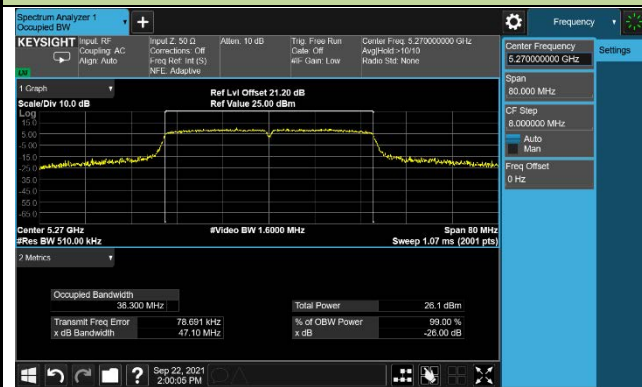 Spectrum Analyzer 1
Occupied BW
Frequency
KEYSIGHT
Input: RF
Coupling: AC
Align: Auto
Input Z: 50 Ω
Corrections: Off
Freq Ref: Int (S)
NFE: Adaptive
Atten: 10 dB
Trig: Free Run
Gate: Off
#IF Gain: Low
Center Freq: 5.270000000 GHz
Avg|Hold >10/10
Radio Std: None
Center Frequency
5.270000000 GHz
Settings
Span
80.000 MHz
CF Step
8.000000 MHz
Auto
Man
Freq Offset
0 Hz
1 Graph
Scale/Div 10.0 dB
Ref Lvl Offset 21.20 dB
Ref Value 25.00 dBm
Log
15.0
5.00
-5.00
-15.0
-25.0
-35.0
-45.0
-55.0
-65.0
Center 5.27 GHz
#Video BW 1.6000 MHz
Span 80 MHz
#Res BW 510.00 kHz
Sweep 1.07 ms (2001 pts)
2 Metrics
Occupied Bandwidth
36.300 MHz
Total Power 26.1 dBm
Transmit Freq Error 78.691 kHz
% of OBW Power 99.00 %
x dB Bandwidth 47.10 MHz
x dB -26.00 dB
Sep 22, 2021
2:00:05 PM